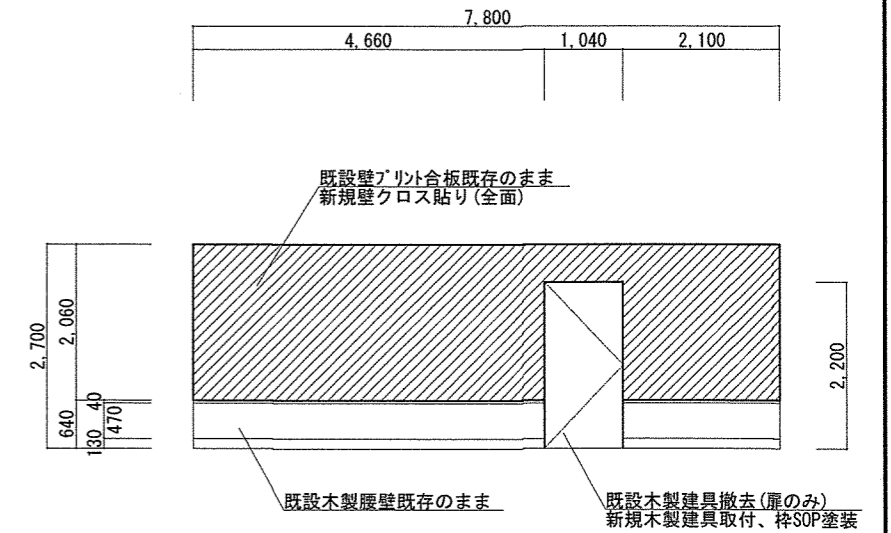 7,800
4,660
1,040
2,100
既設壁プリント合板既存のまま
新規壁クロス貼り(全面)
2,700
2,060
640
40
470
130
2,200
既設木製腰壁既存のまま
既設木製建具撤去(扉のみ)
新規木製建具取付、枠SOP塗装